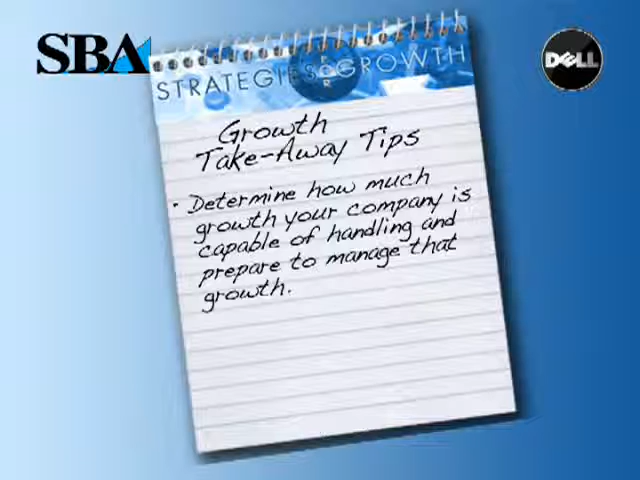 SBA
DELL
STRATEGIES FOR GROWTH
Growth
Take-Away Tips
• Determine how much
growth your company is
capable of handling and
prepare to manage that
growth.